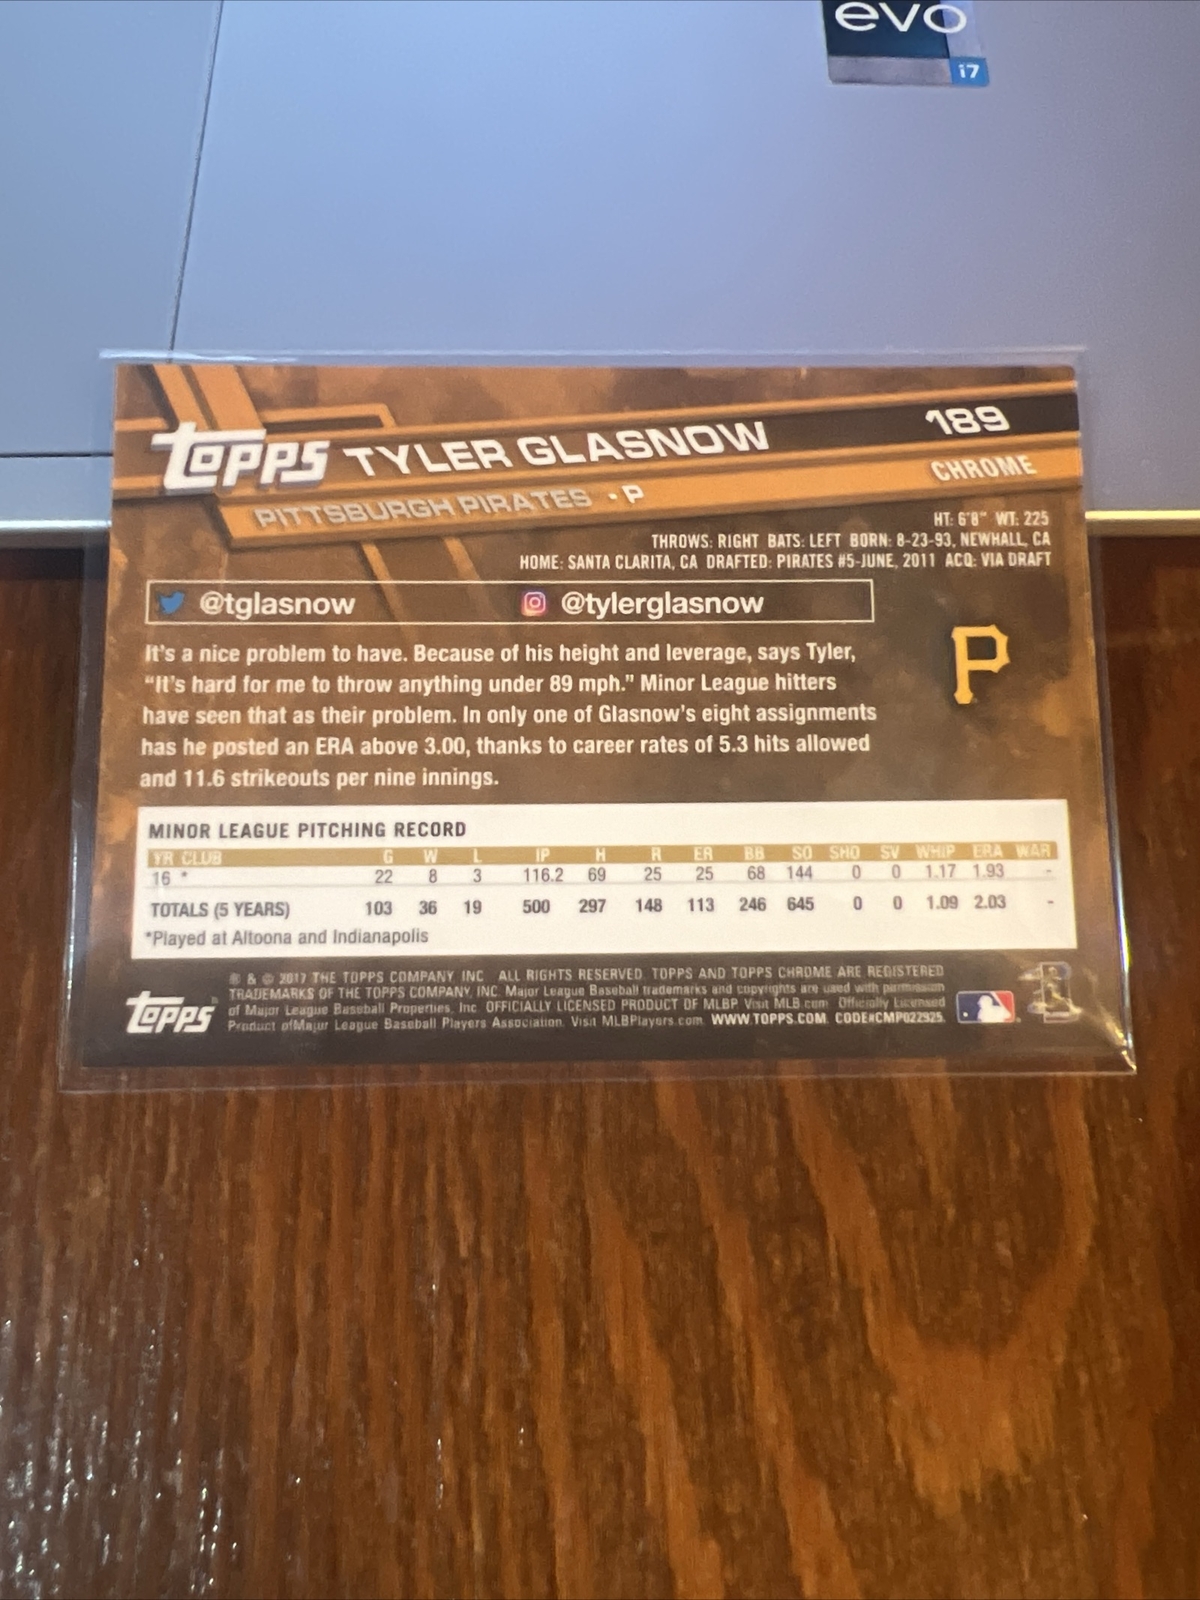 evo
i7
TOPPS TYLER GLASNOW 189
PITTSBURGH PIRATES • P CHROME
HT: 6'8" WT: 225
THROWS: RIGHT BATS: LEFT BORN: 8-23-93, NEWHALL, CA
HOME: SANTA CLARITA, CA DRAFTED: PIRATES #5-JUNE, 2011 ACQ: VIA DRAFT
@tglasnow @tylerglasnow
P
It's a nice problem to have. Because of his height and leverage, says Tyler,
"It's hard for me to throw anything under 89 mph." Minor League hitters
have seen that as their problem. In only one of Glasnow's eight assignments
has he posted an ERA above 3.00, thanks to career rates of 5.3 hits allowed
and 11.6 strikeouts per nine innings.
MINOR LEAGUE PITCHING RECORD
YR CLUB G W L IP H R ER BB SO SHO SV WHIP ERA WAR
16 * 22 8 3 116.2 69 25 25 68 144 0 0 1.17 1.93 -
TOTALS (5 YEARS) 103 36 19 500 297 148 113 246 645 0 0 1.09 2.03 -
*Played at Altoona and Indianapolis
® & © 2017 THE TOPPS COMPANY, INC. ALL RIGHTS RESERVED. TOPPS AND TOPPS CHROME ARE REGISTERED
TRADEMARKS OF THE TOPPS COMPANY, INC. Major League Baseball trademarks and copyrights are used with permission
of Major League Baseball Properties, Inc. OFFICIALLY LICENSED PRODUCT OF MLBP. Visit MLB.com. Officially Licensed
Product of Major League Baseball Players Association. Visit MLBPlayers.com. WWW.TOPPS.COM. CODE#CMP022925.
TOPPS